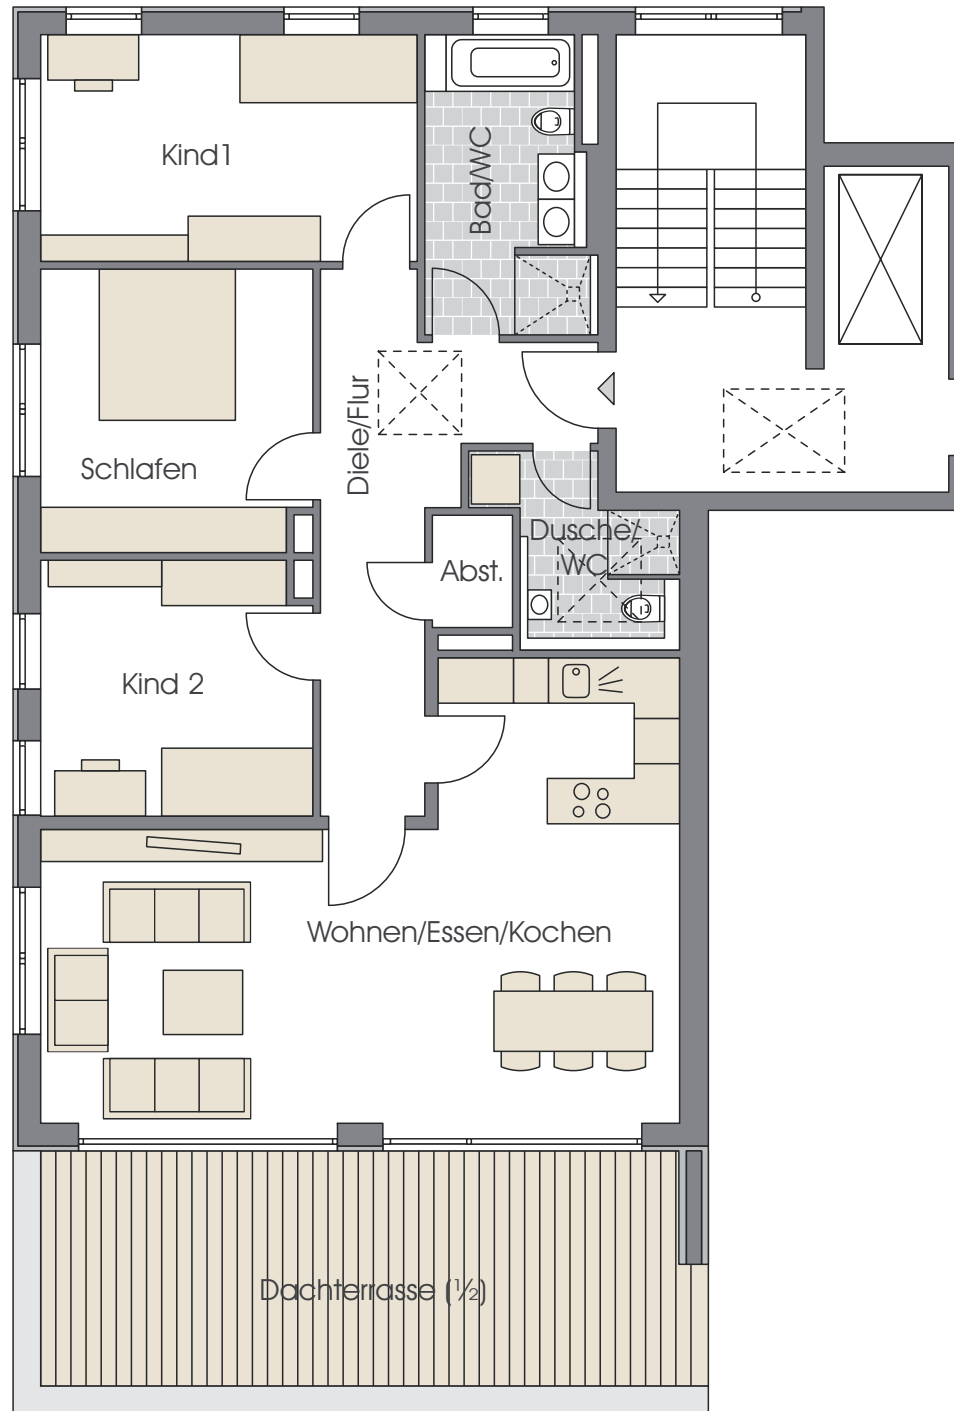 Kind1
Bad/WC
Diele/Flur
Schlafen
Dusche/
WC
Abst.
Kind 2
Wohnen/Essen/Kochen
Dachterrasse (½)